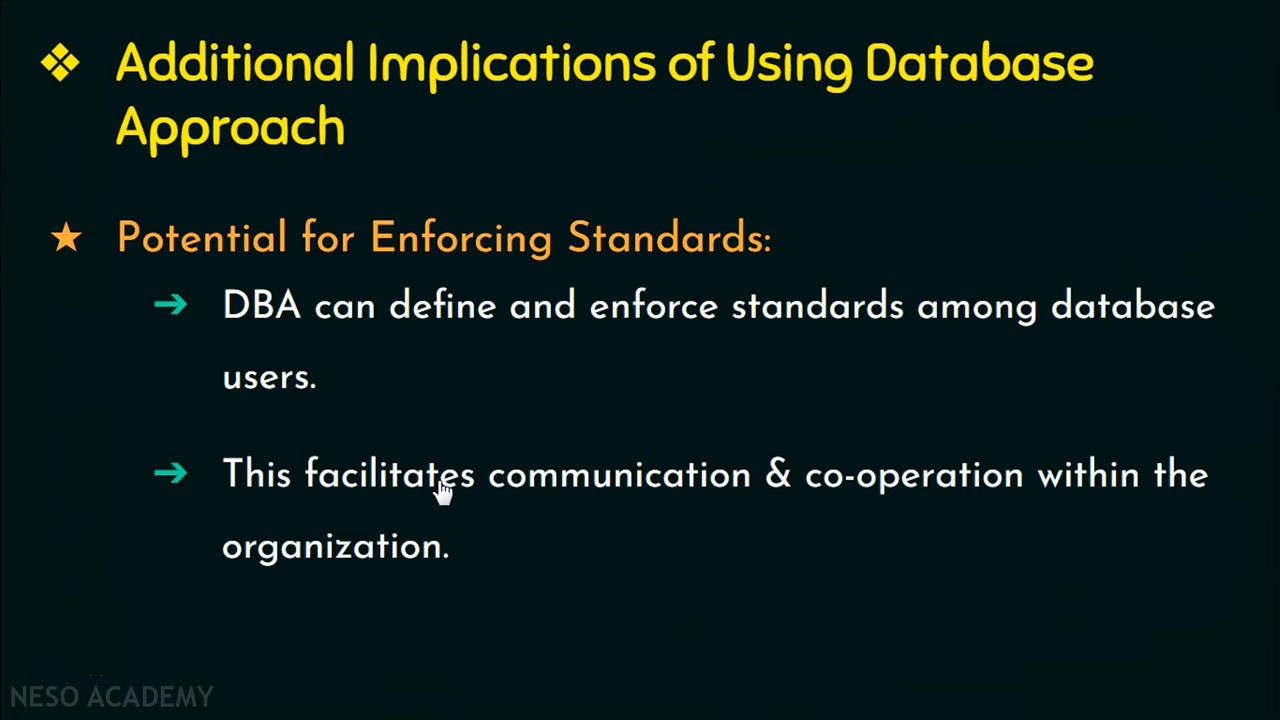 Additional Implications of Using Database
Approach
Potential for Enforcing Standards:
DBA can define and enforce standards among database
users.
This facilitates communication & co-operation within the
organization.
NESO ACADEMY